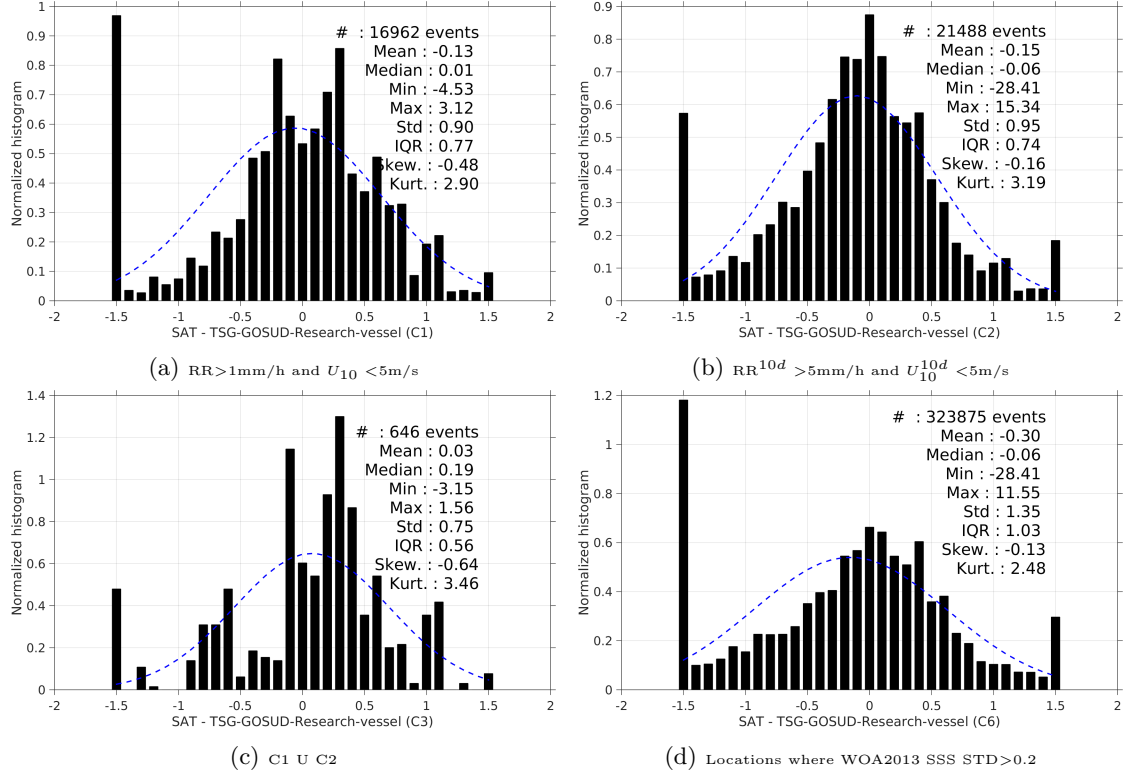 1
0.9
0.8
0.7
0.6
0.5
0.4
0.3
0.2
0.1
0
Normalized histogram
# : 16962 events
Mean : -0.13
Median : 0.01
Min : -4.53
Max : 3.12
Std : 0.90
IQR : 0.77
Skew. : -0.48
Kurt. : 2.90
-2 -1.5 -1 -0.5 0 0.5 1 1.5 2
SAT - TSG-GOSUD-Research-vessel (C1)
(a) RR>1mm/h and U10 <5m/s
0.9
0.8
0.7
0.6
0.5
0.4
0.3
0.2
0.1
0
Normalized histogram
# : 21488 events
Mean : -0.15
Median : -0.06
Min : -28.41
Max : 15.34
Std : 0.95
IQR : 0.74
Skew. : -0.16
Kurt. : 3.19
-2 -1.5 -1 -0.5 0 0.5 1 1.5 2
SAT - TSG-GOSUD-Research-vessel (C2)
(b) RR10d >5mm/h and U10d10 <5m/s
1.4
1.2
1
0.8
0.6
0.4
0.2
0
Normalized histogram
# : 646 events
Mean : 0.03
Median : 0.19
Min : -3.15
Max : 1.56
Std : 0.75
IQR : 0.56
Skew. : -0.64
Kurt. : 3.46
-2 -1.5 -1 -0.5 0 0.5 1 1.5 2
SAT - TSG-GOSUD-Research-vessel (C3)
(c) C1 U C2
1.2
1
0.8
0.6
0.4
0.2
0
Normalized histogram
# : 323875 events
Mean : -0.30
Median : -0.06
Min : -28.41
Max : 11.55
Std : 1.35
IQR : 1.03
Skew. : -0.13
Kurt. : 2.48
-2 -1.5 -1 -0.5 0 0.5 1 1.5 2
SAT - TSG-GOSUD-Research-vessel (C6)
(d) Locations where WOA2013 SSS STD>0.2